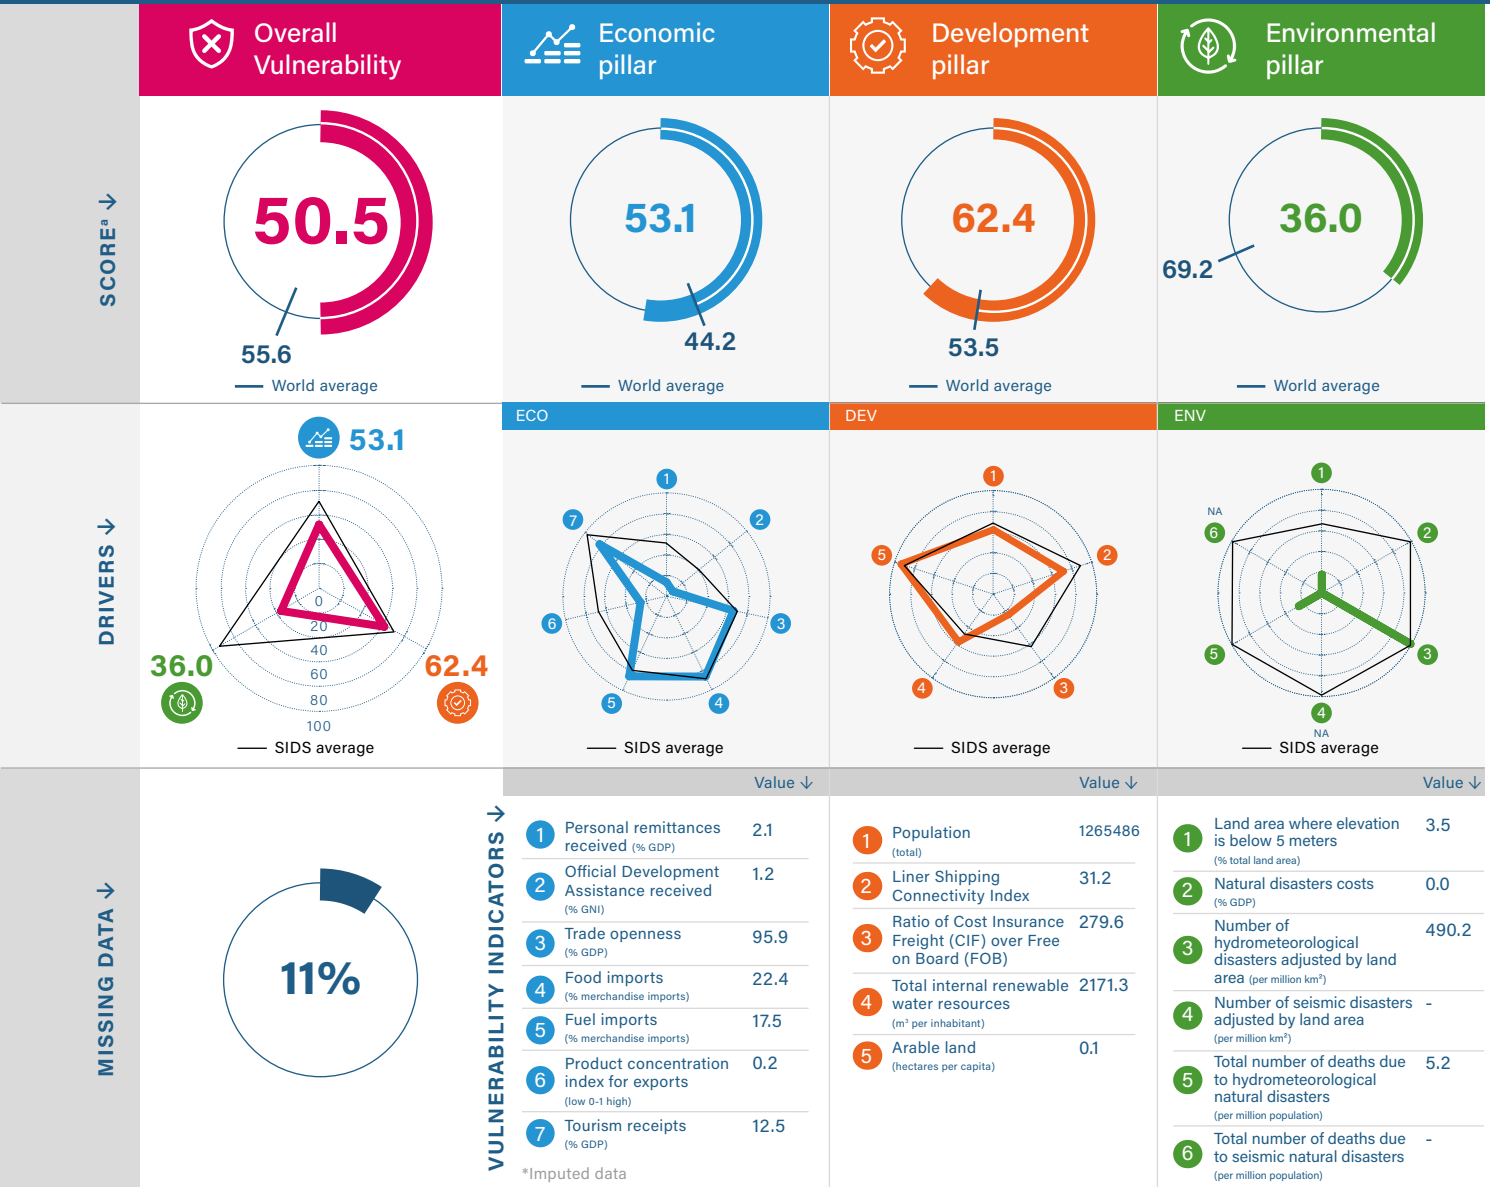 Overall
Vulnerability
Economic
pillar
Development
pillar
Environmental
pillar
SCOREª →
50.5
55.6
World average
53.1
44.2
World average
62.4
53.5
World average
36.0
69.2
World average
DRIVERS →
53.1
0
20
40
60
80
100
36.0
62.4
SIDS average
ECO
1
2
3
4
5
6
7
SIDS average
DEV
1
2
3
4
5
SIDS average
ENV
1
2
3
4
NA
5
NA
6
SIDS average
MISSING DATA →
11%
VULNERABILITY INDICATORS →
Value ↓
1 Personal remittances 2.1
received (% GDP)
2 Official Development 1.2
Assistance received
(% GNI)
3 Trade openness 95.9
(% GDP)
4 Food imports 22.4
(% merchandise imports)
5 Fuel imports 17.5
(% merchandise imports)
6 Product concentration 0.2
index for exports
(low 0-1 high)
7 Tourism receipts 12.5
(% GDP)
*Imputed data
Value ↓
1 Population 1265486
(total)
2 Liner Shipping 31.2
Connectivity Index
3 Ratio of Cost Insurance 279.6
Freight (CIF) over Free
on Board (FOB)
4 Total internal renewable 2171.3
water resources
(m³ per inhabitant)
5 Arable land 0.1
(hectares per capita)
Value ↓
1 Land area where elevation 3.5
is below 5 meters
(% total land area)
2 Natural disasters costs 0.0
(% GDP)
3 Number of 490.2
hydrometeorological
disasters adjusted by land
area (per million km²)
4 Number of seismic disasters -
adjusted by land area
(per million km²)
5 Total number of deaths due 5.2
to hydrometeorological
natural disasters
(per million population)
6 Total number of deaths due -
to seismic natural disasters
(per million population)